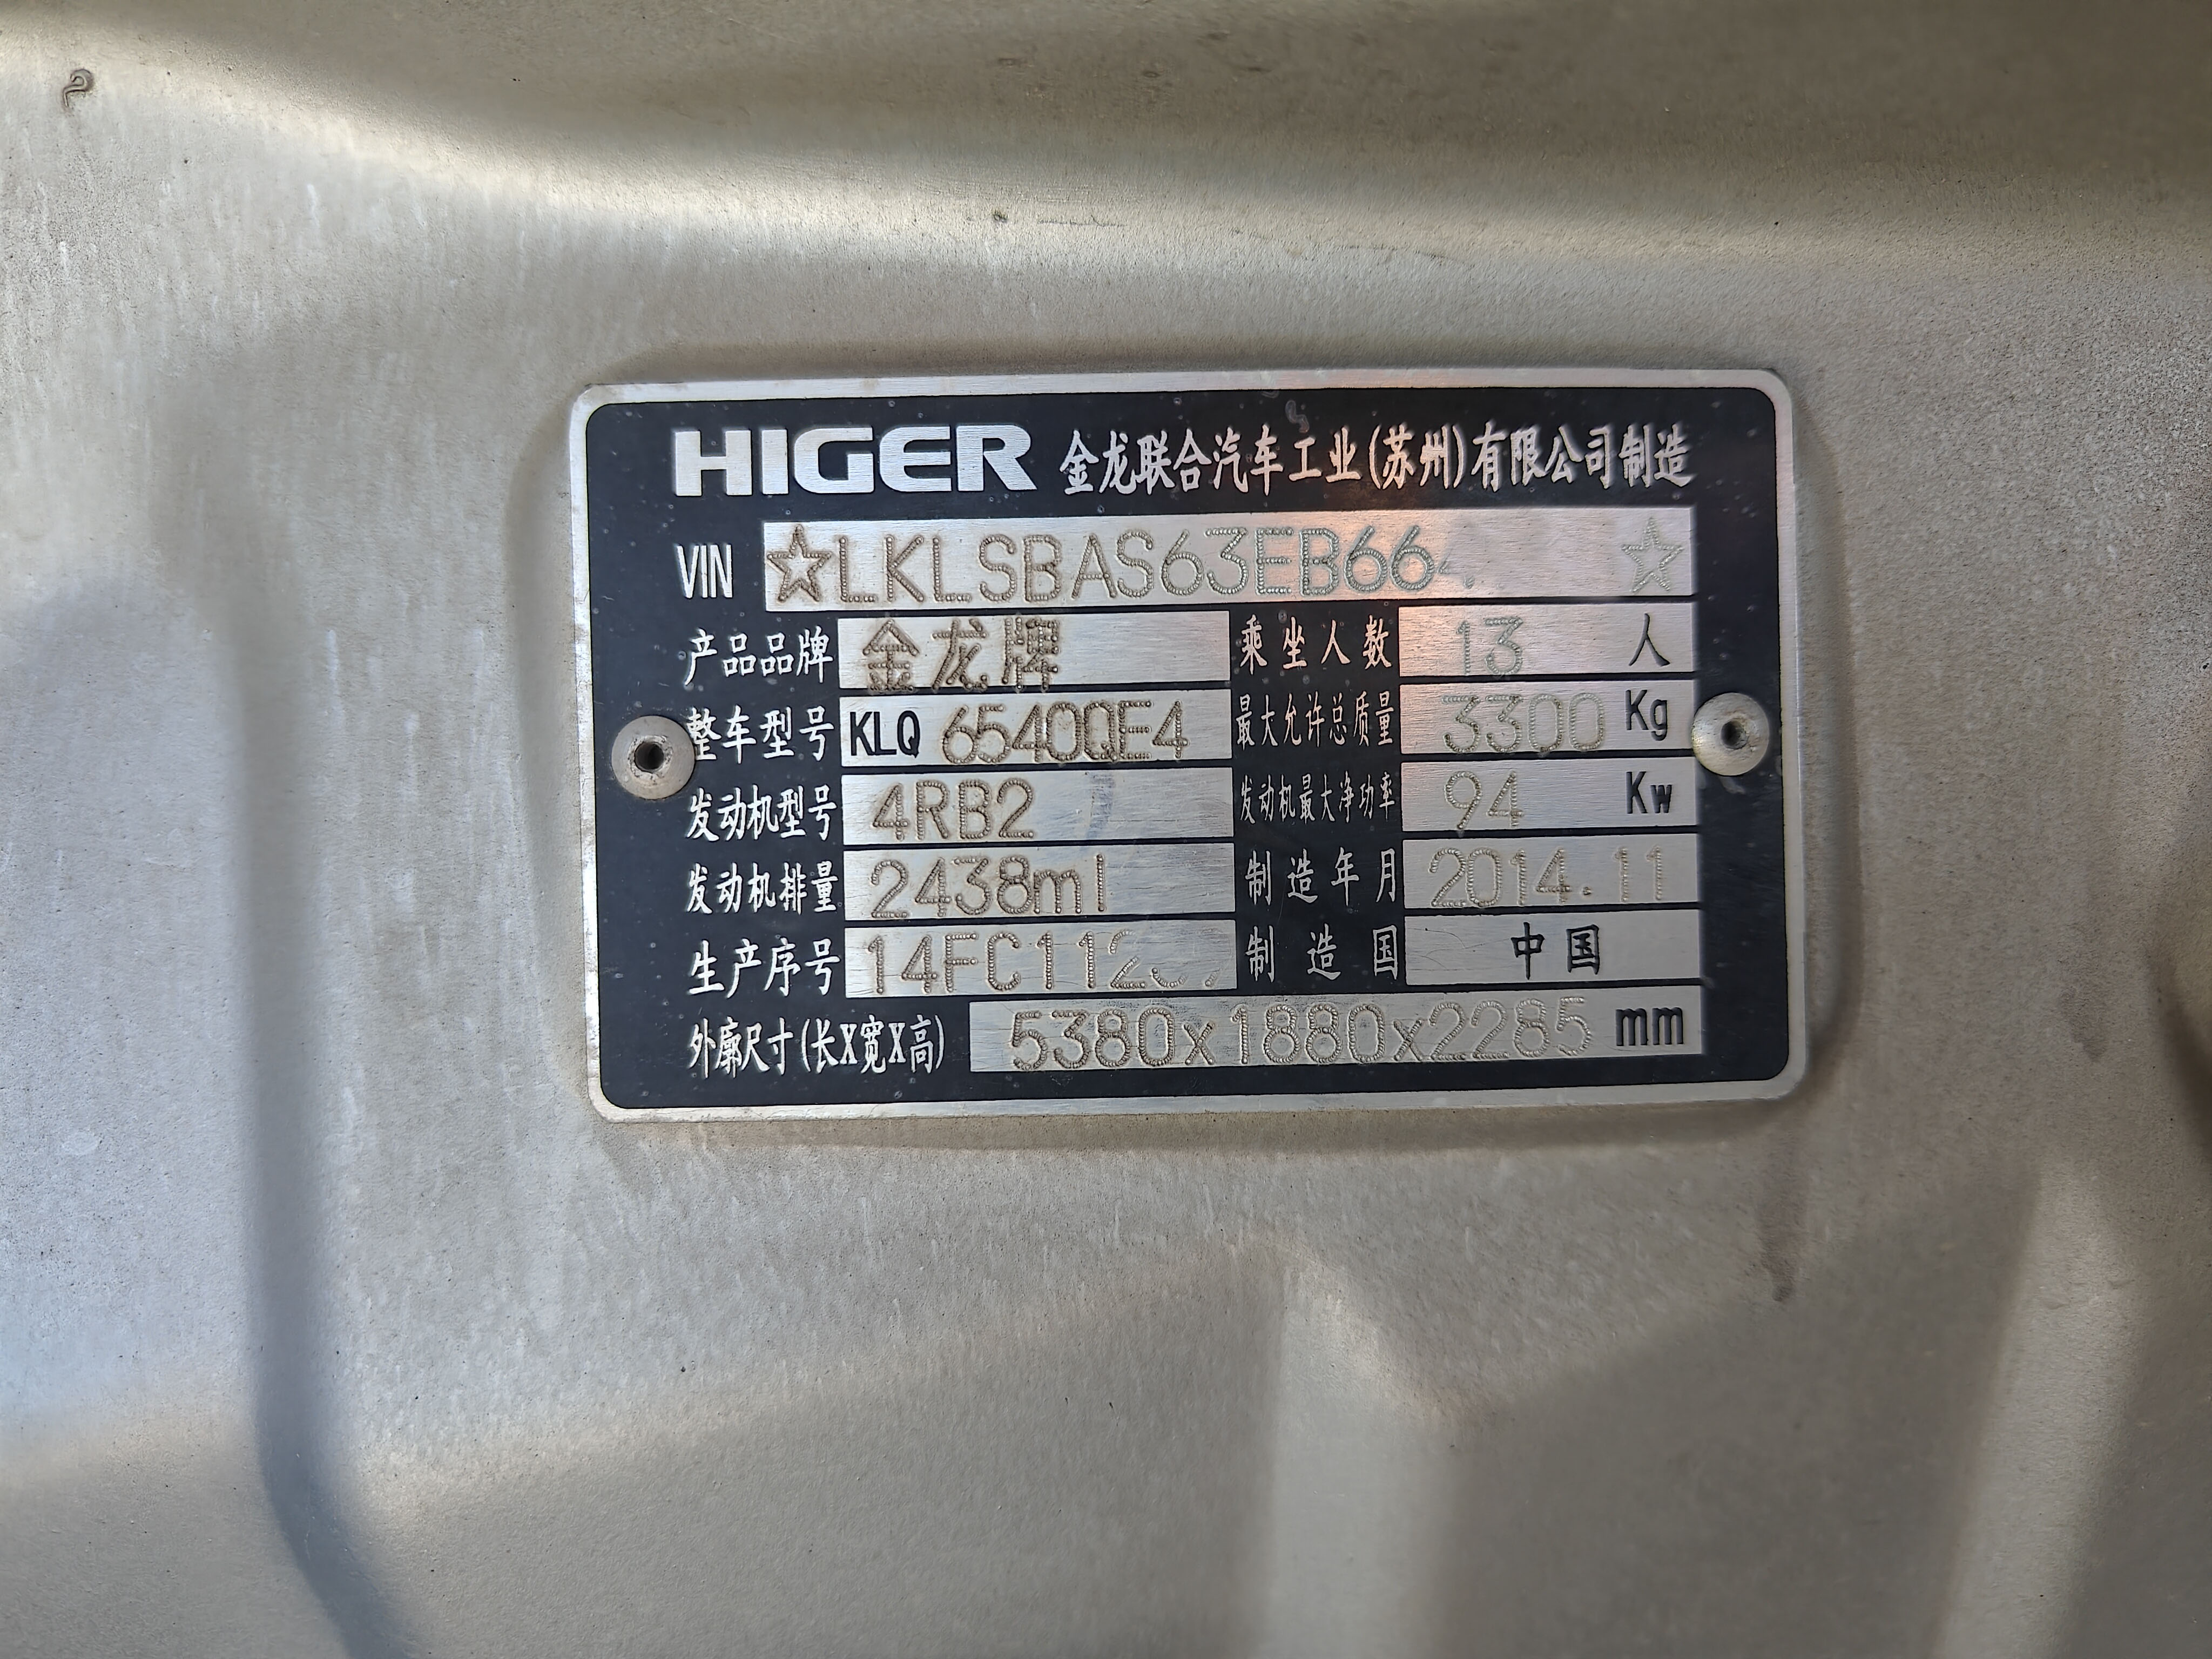 HIGER 金龙联合汽车工业(苏州)有限公司制造
VIN ☆LKLSBAS63EB66 ☆
产品品牌 金龙牌 乘坐人数 13 人
整车型号 KLQ 6540QE4 最大允许总质量 3300 Kg
发动机型号 4RB2 发动机最大净功率 94 Kw
发动机排量 2438ml 制造年月 2014.11
生产序号 14FC112 制造国 中国
外廓尺寸(长X宽X高) 5380x1880x2285 mm